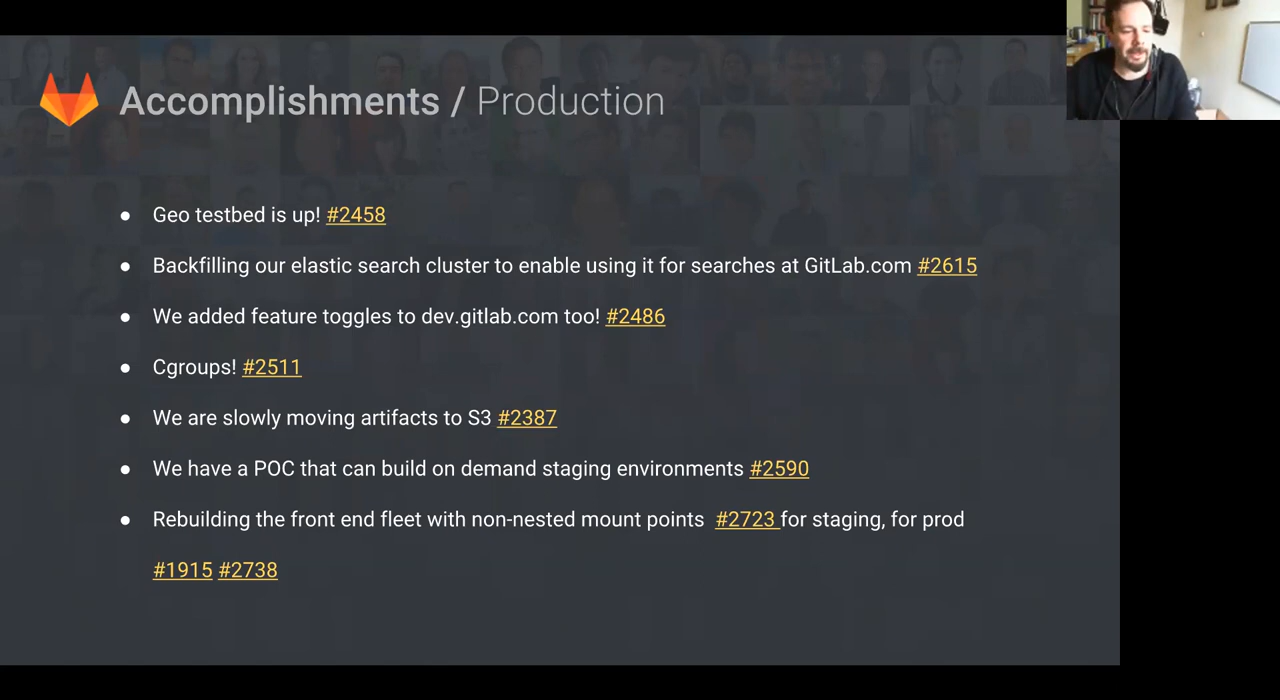 Accomplishments / Production
● Geo testbed is up! #2458
● Backfilling our elastic search cluster to enable using it for searches at GitLab.com #2615
● We added feature toggles to dev.gitlab.com too! #2486
● Cgroups! #2511
● We are slowly moving artifacts to S3 #2387
● We have a POC that can build on demand staging environments #2590
● Rebuilding the front end fleet with non-nested mount points #2723 for staging, for prod
#1915 #2738